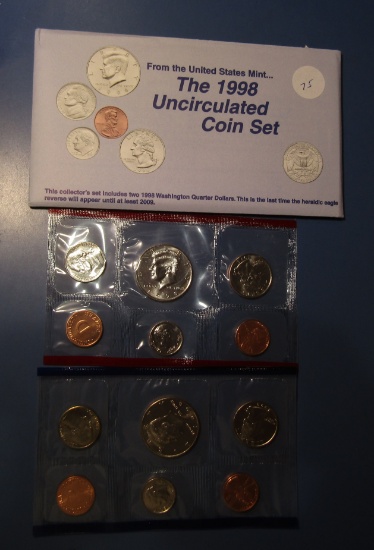 From the United States Mint...
The 1998
Uncirculated
Coin Set
25
This collector's set includes two 1998 Washington Quarter Dollars. This is the last time the heraldic eagle
reverse will appear until at least 2009.